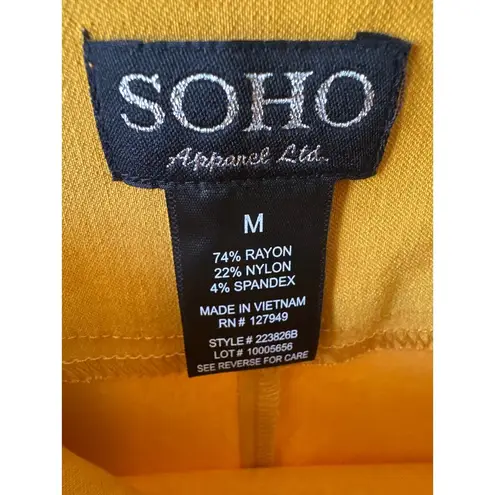 SOHO
Apparel Ltd.
M
74% RAYON
22% NYLON
4% SPANDEX
MADE IN VIETNAM
RN# 127949
STYLE# 223826B
LOT# 10005656
SEE REVERSE FOR CARE